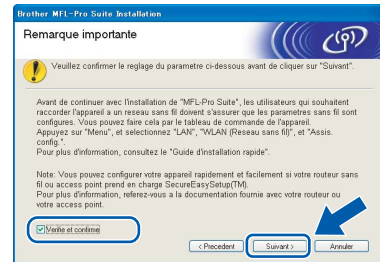 Brother MFL-Pro Suite Installation
Remarque importante
Veuillez confirmer le reglage du parametre ci-dessous avant de cliquer sur "Suivant".
Avant de continuer avec l'installation de "MFL-Pro Suite", les utilisateurs qui souhaitent
raccorder l'appareil a un reseau sans fil doivent s'assurer que les parametres sans fil sont
configures. Vous pouvez faire cela par le tableau de commande de l'appareil.
Appuyez sur "Menu", et selectionnez "LAN", "WLAN (Reseau sans fil)", et "Assis.
config.".
Pour plus d'information, consultez le "Guide d'installation rapide".
Note: Vous pouvez configurer votre appareil rapidement et facilement si votre routeur sans
fil ou access point prend en charge SecureEasySetup(TM).
Pour plus d'information, referez-vous a la documentation fournie avec votre routeur ou
votre access point.
Verifie et confirme
< Precedent
Suivant >
Annuler